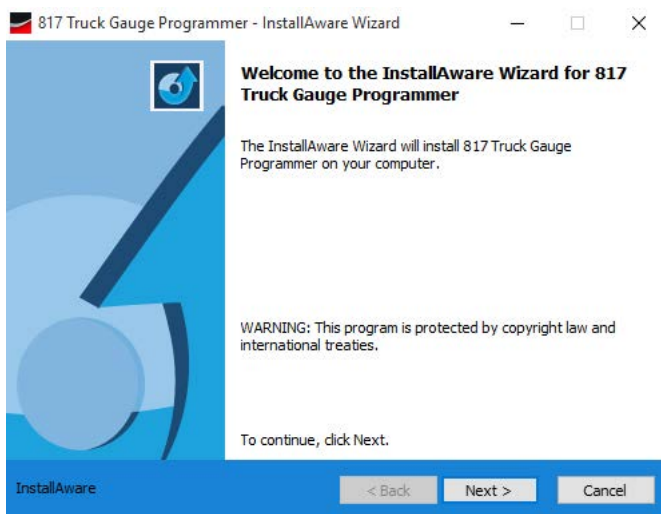 817 Truck Gauge Programmer - InstallAware Wizard
Welcome to the InstallAware Wizard for 817
Truck Gauge Programmer
The InstallAware Wizard will install 817 Truck Gauge
Programmer on your computer.
WARNING: This program is protected by copyright law and
international treaties.
To continue, click Next.
InstallAware
< Back
Next >
Cancel